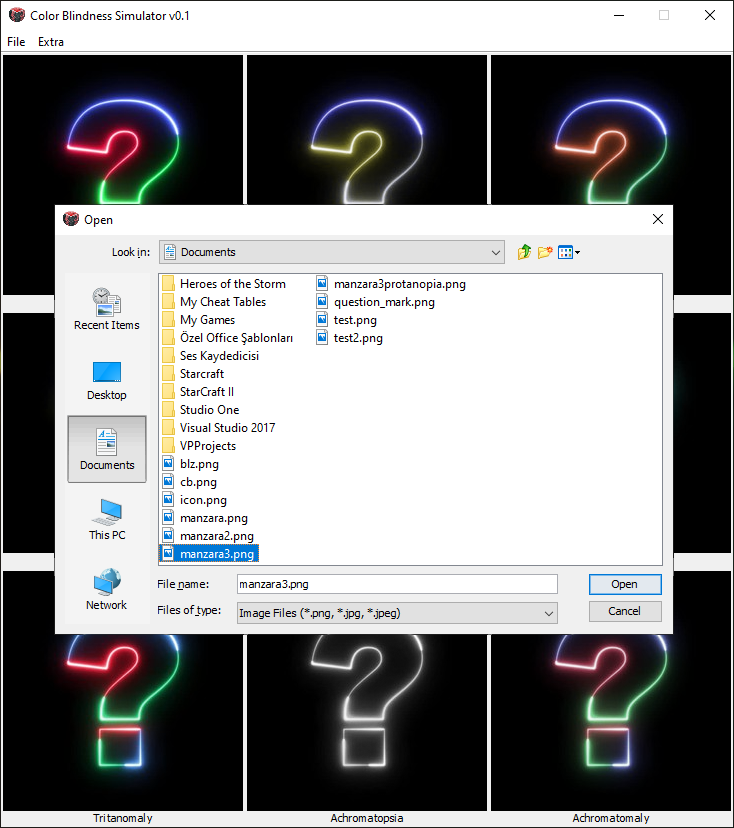 Color Blindness Simulator v0.1
File Extra
Open
Look in: Documents
Recent Items
Desktop
Documents
This PC
Network
Heroes of the Storm
My Cheat Tables
My Games
Özel Office Şablonları
Ses Kaydedicisi
Starcraft
StarCraft II
Studio One
Visual Studio 2017
VPProjects
blz.png
cb.png
icon.png
manzara.png
manzara2.png
manzara3.png
manzara3protanopia.png
question_mark.png
test.png
test2.png
File name: manzara3.png Open
Files of type: Image Files (*.png, *.jpg, *.jpeg) Cancel
Tritanomaly Achromatopsia Achromatomaly